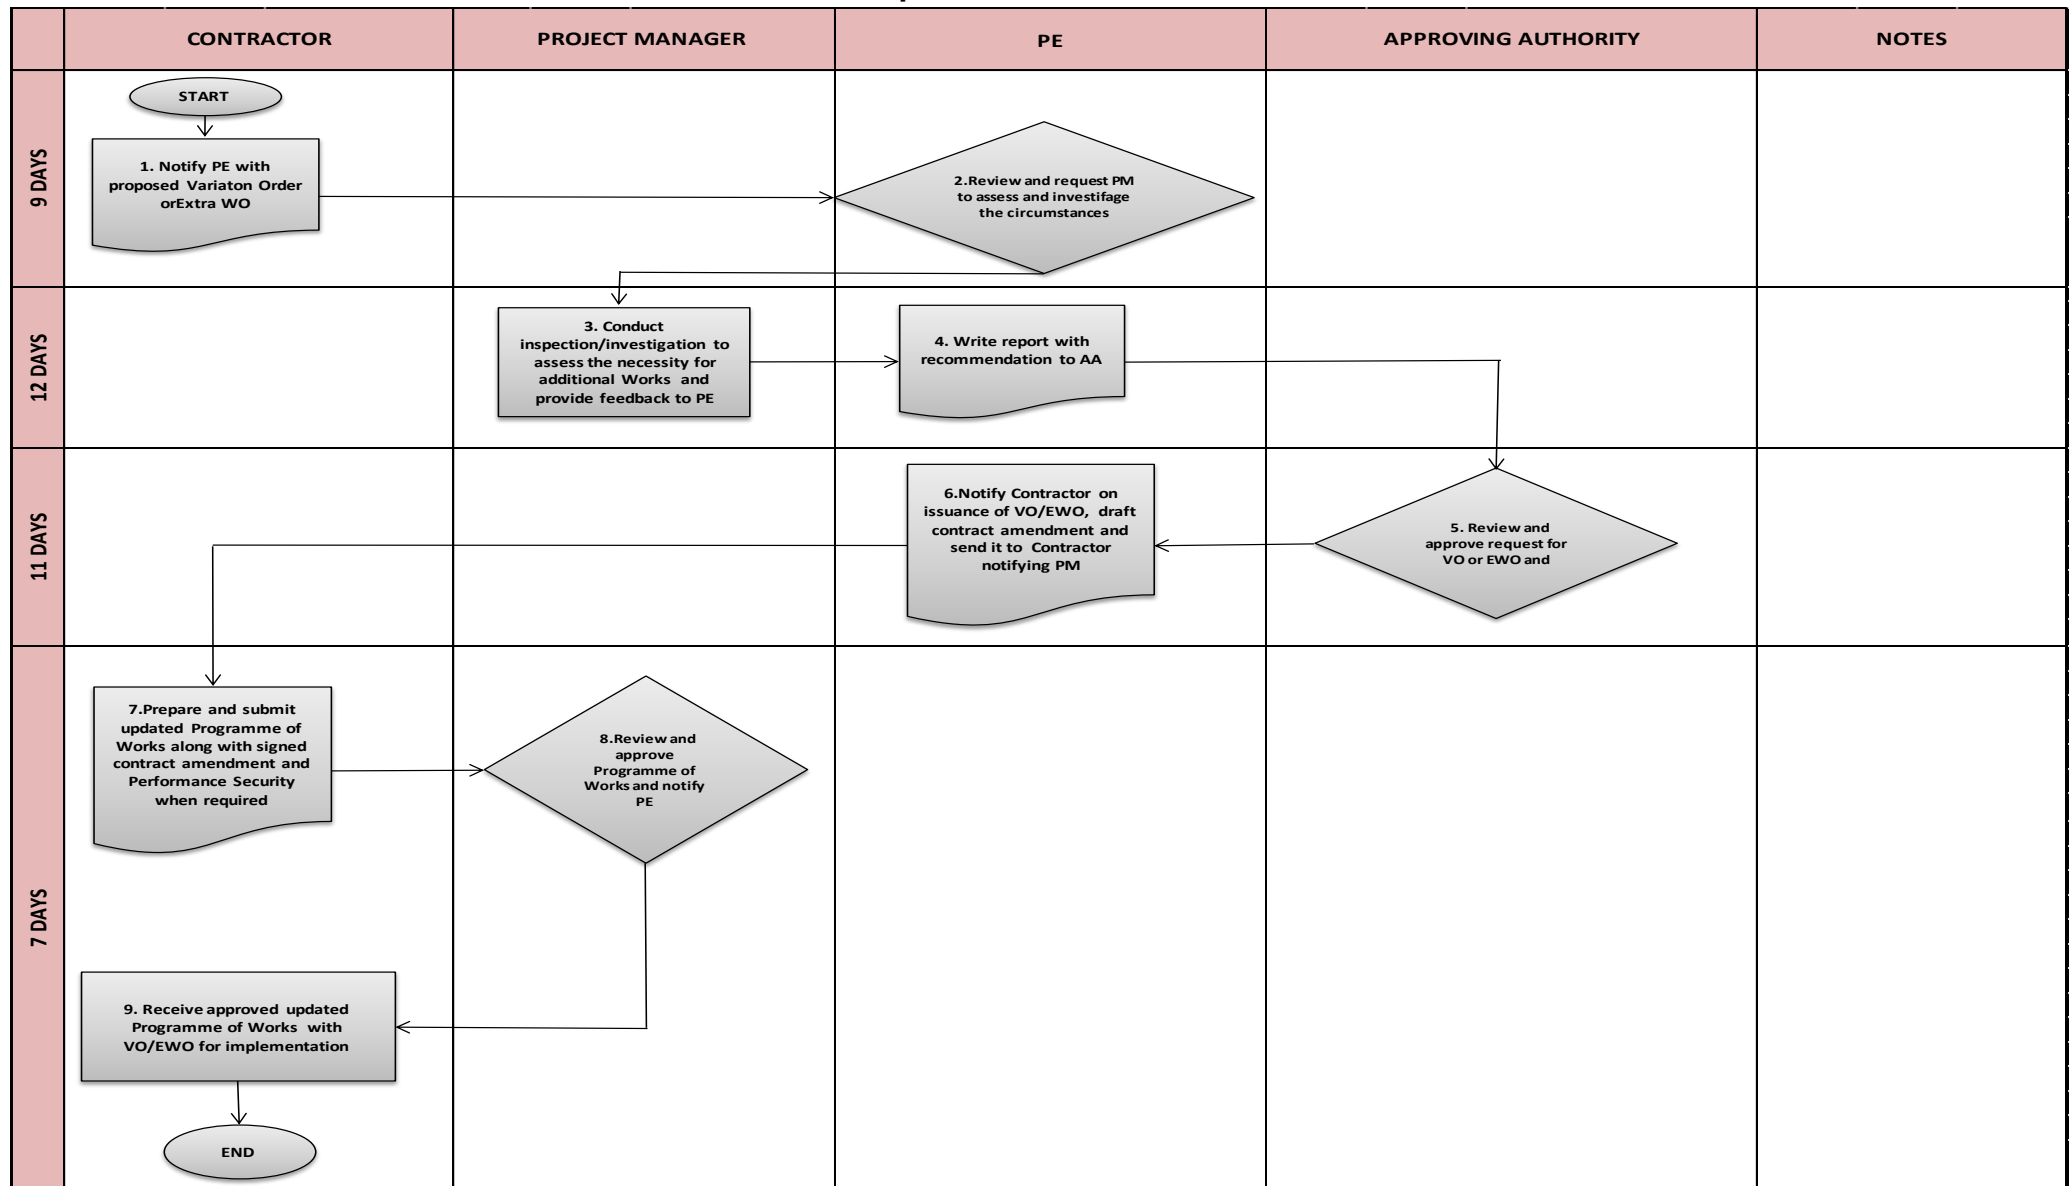 CONTRACTOR
PROJECT MANAGER
PE
APPROVING AUTHORITY
NOTES
9 DAYS
START
1. Notify PE with
proposed Variaton Order
orExtra WO
2.Review and request PM
to assess and investifage
the circumstances
12 DAYS
3. Conduct
inspection/investigation to
assess the necessity for
additional Works and
provide feedback to PE
4. Write report with
recommendation to AA
11 DAYS
6.Notify Contractor on
issuance of VO/EWO, draft
contract amendment and
send it to Contractor
notifying PM
5. Review and
approve request for
VO or EWO and
7 DAYS
7.Prepare and submit
updated Programme of
Works along with signed
contract amendment and
Performance Security
when required
8.Review and
approve
Programme of
Works and notify
PE
9. Receive approved updated
Programme of Works with
VO/EWO for implementation
END